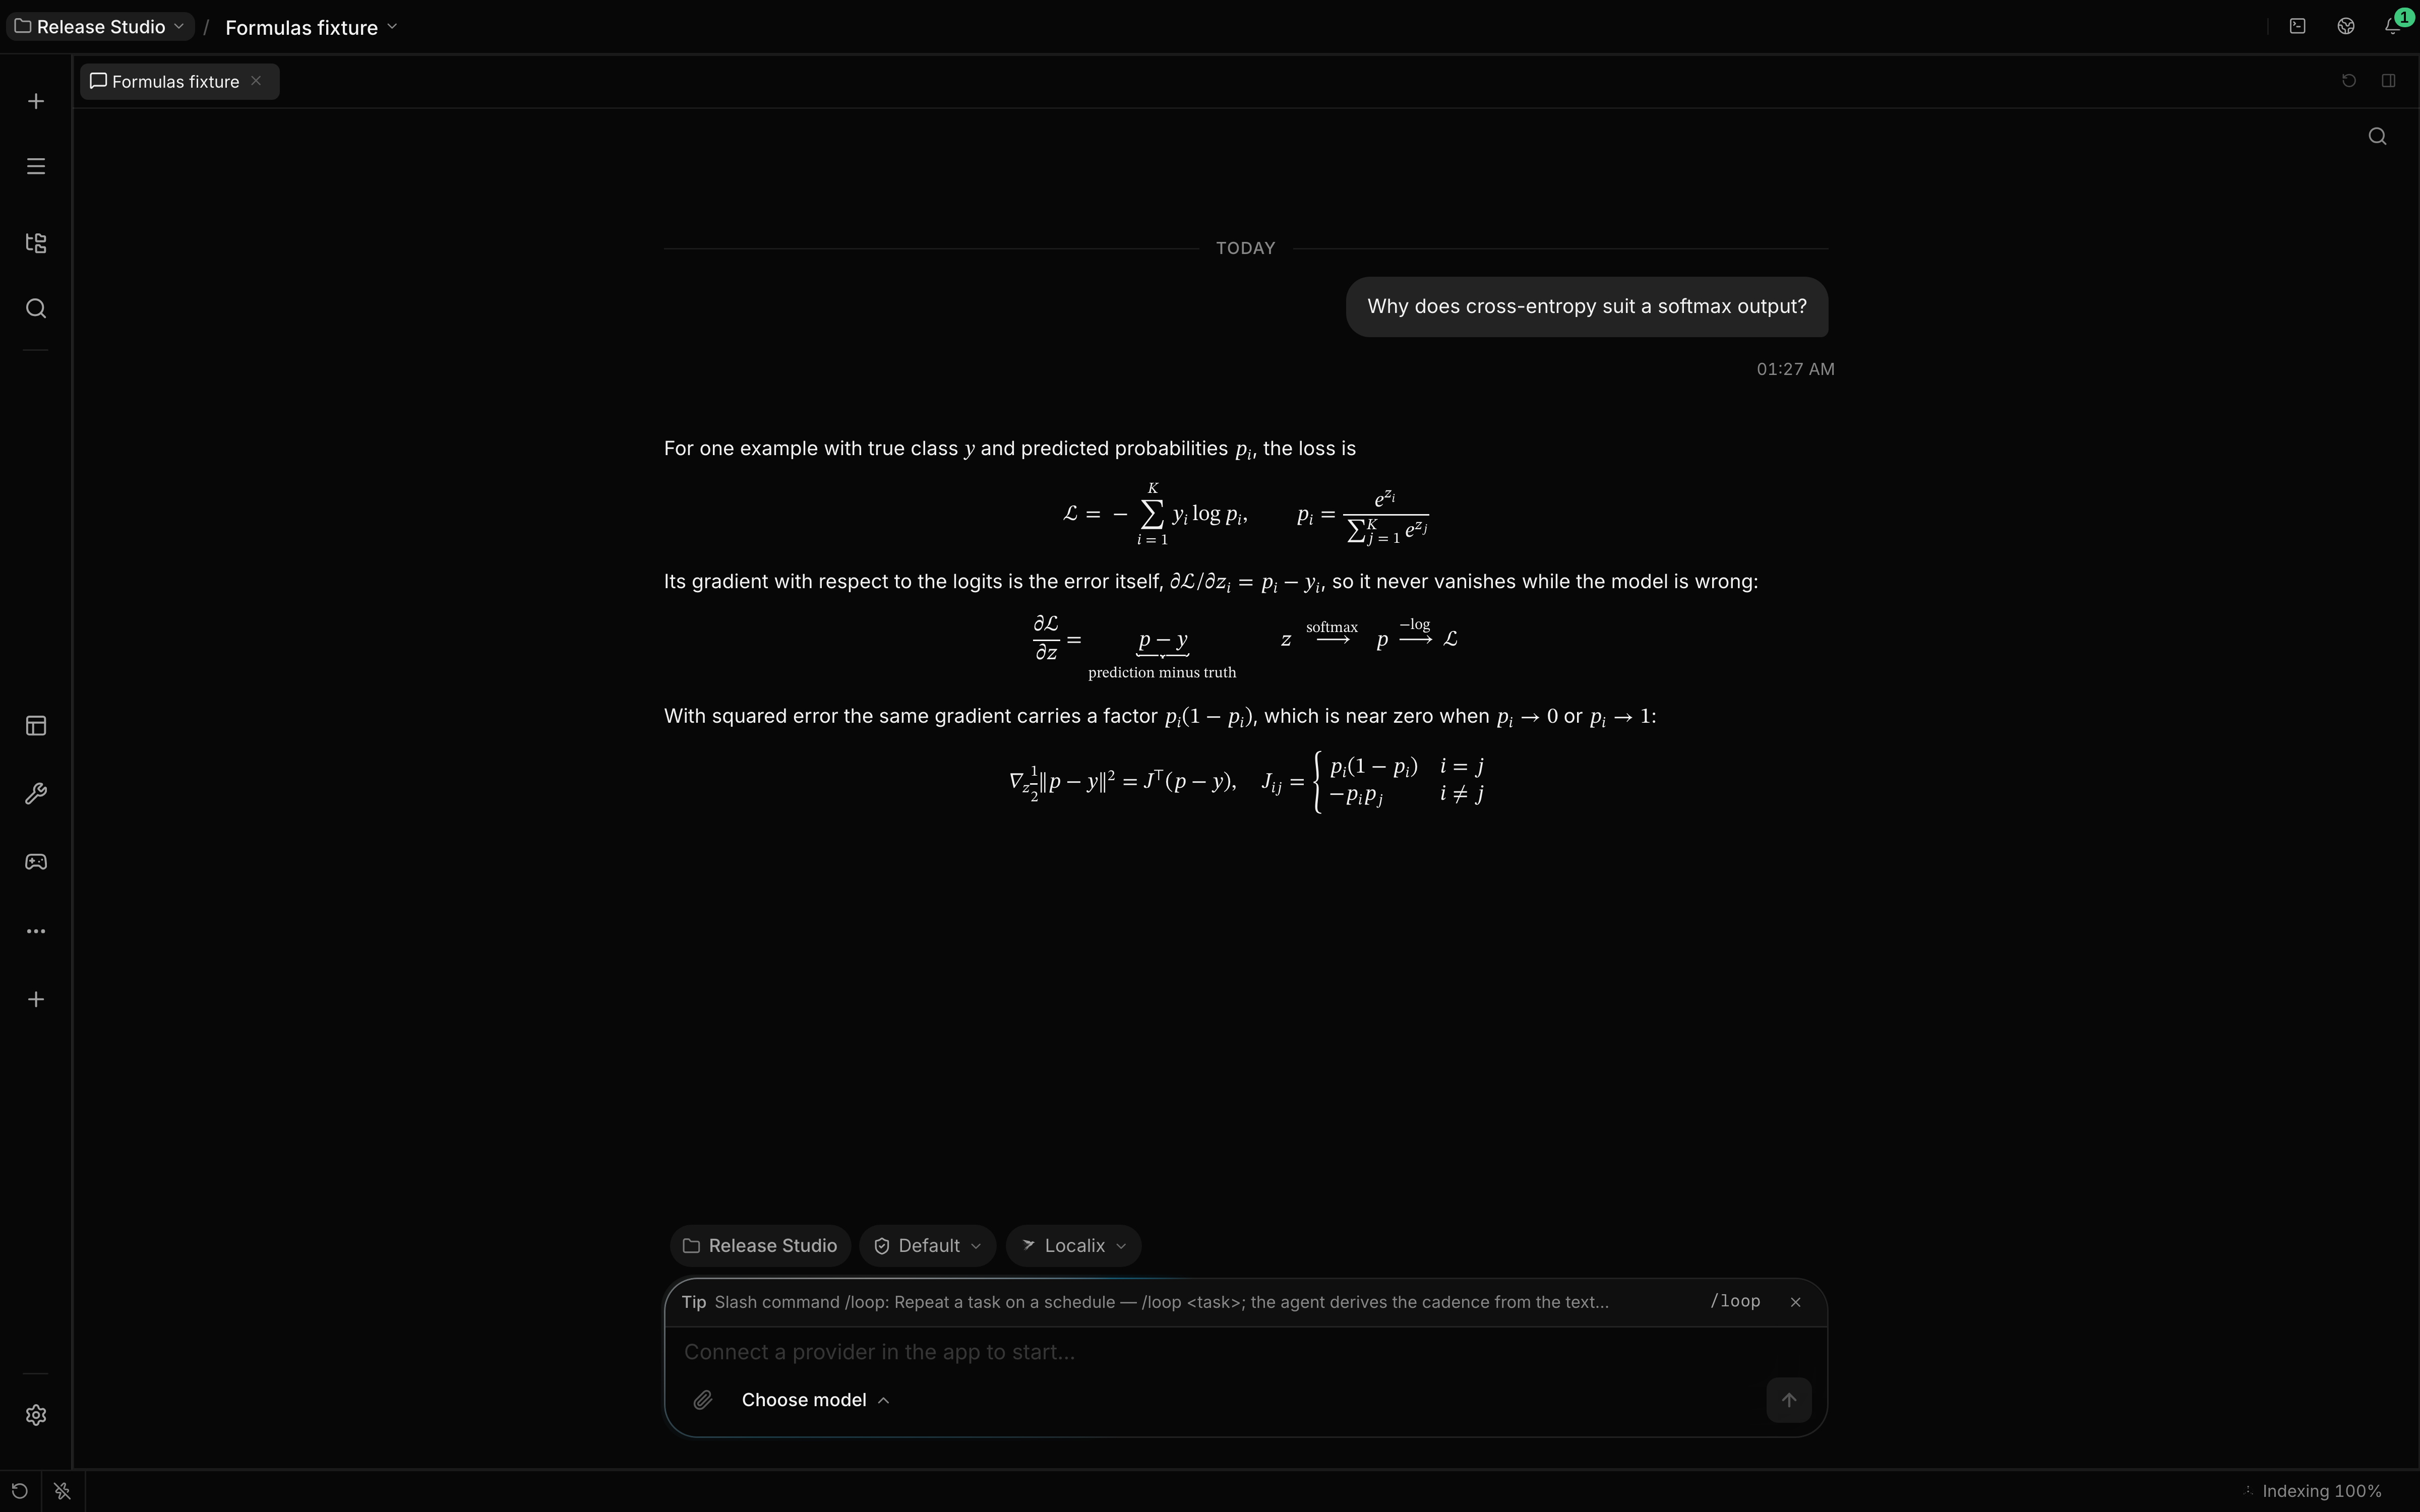 Release Studio / Formulas fixture
1
Formulas fixture
TODAY
Why does cross-entropy suit a softmax output?
01:27 AM
For one example with true class y and predicted probabilities pᵢ, the loss is
ℒ = − ∑_{i = 1}^{K} yᵢ log pᵢ, pᵢ = e^{zᵢ} / ∑_{j = 1}^{K} e^{zⱼ}
Its gradient with respect to the logits is the error itself, ∂ℒ/∂zᵢ = pᵢ − yᵢ, so it never vanishes while the model is wrong:
∂ℒ/∂z = p − y z softmax⟶ p −log⟶ ℒ
prediction minus truth
With squared error the same gradient carries a factor pᵢ(1 − pᵢ), which is near zero when pᵢ → 0 or pᵢ → 1:
∇_z 1/2 ‖p − y‖² = J^⊤(p − y), J_{ij} = { pᵢ(1 − pᵢ) i = j
−pᵢpⱼ i ≠ j
Release Studio Default Localix
Tip Slash command /loop: Repeat a task on a schedule — /loop <task>; the agent derives the cadence from the text... /loop
Connect a provider in the app to start...
Choose model
Indexing 100%